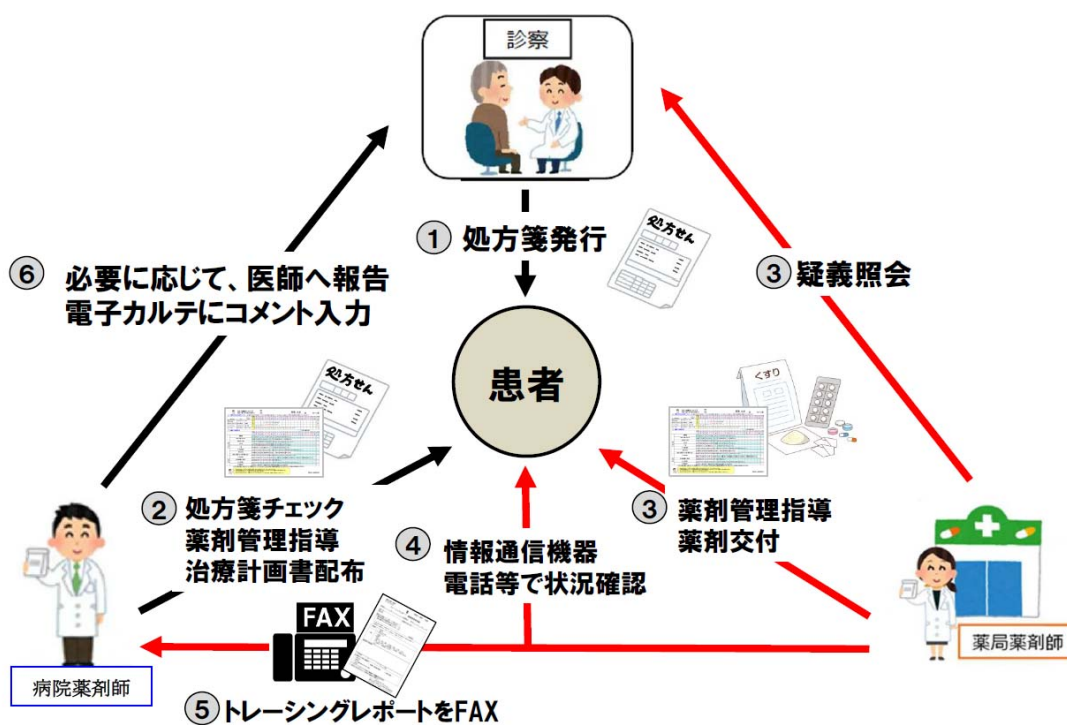 診察
① 処方箋発行
処方せん
⑥ 必要に応じて、医師へ報告
電子カルテにコメント入力
③ 疑義照会
患者
処方せん
くすり
② 処方箋チェック
薬剤管理指導
治療計画書配布
④ 情報通信機器
電話等で状況確認
③ 薬剤管理指導
薬剤交付
FAX
病院薬剤師
薬局薬剤師
⑤ トレーシングレポートをFAX